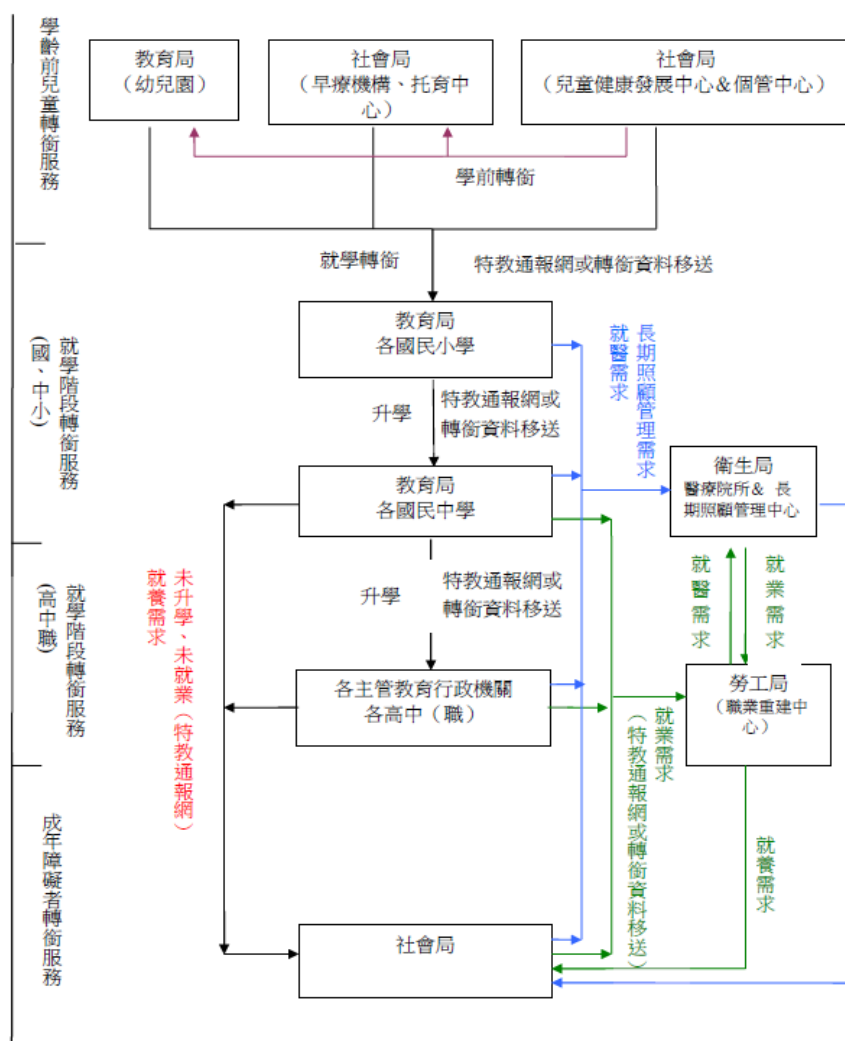 學齡前兒童轉銜服務
教育局
（幼兒園）
社會局
（早療機構、托育中
心）
社會局
（兒童健康發展中心＆個管中心）
學前轉銜
就學轉銜
特教通報網或轉銜資料移送
就學階段轉銜服務
(國、中小)
教育局
各國民小學
升學
特教通報網或
轉銜資料移送
長期照顧管理需求
就醫需求
教育局
各國民中學
衛生局
醫療院所＆ 長
期照顧管理中心
就學階段轉銜服務
(高中職)
升學
特教通報網或
轉銜資料移送
未升學、未就業（特教通報網）
就養需求
就醫需求
就業需求
各主管教育行政機關
各高中（職）
勞工局
（職業重建中
心）
就業需求
（特教通報網或轉銜資料移送）
就養需求
成年障礙者轉銜服務
社會局